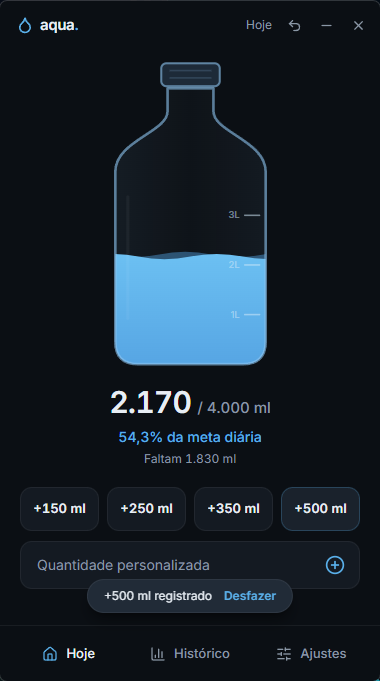 aqua.
Hoje
3L
2L
1L
2.170 / 4.000 ml
54,3% da meta diária
Faltam 1.830 ml
+150 ml +250 ml +350 ml +500 ml
Quantidade personalizada
+500 ml registrado Desfazer
Hoje Histórico Ajustes